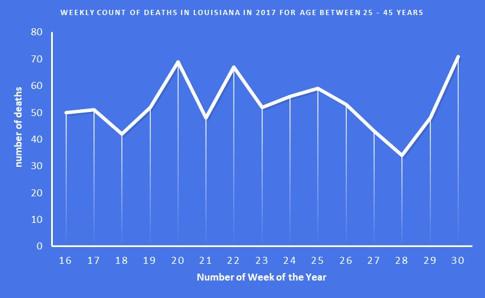 WEEKLY COUNT OF DEATHS IN LOUISIANA IN 2017 FOR AGE BETWEEN 25 – 45 YEARS
80
70
60
50
40
30
20
10
0
number of deaths
16 17 18 19 20 21 22 23 24 25 26 27 28 29 30
Number of Week of the Year